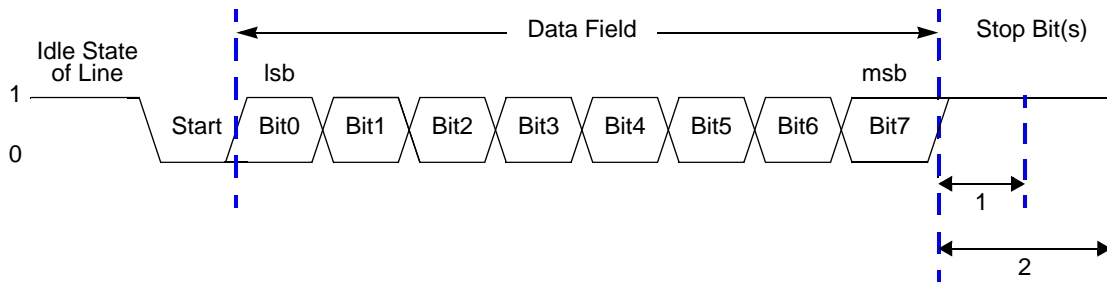 Data Field
Stop Bit(s)
Idle State
of Line
lsb
msb
1
Start
Bit0
Bit1
Bit2
Bit3
Bit4
Bit5
Bit6
Bit7
0
1
2